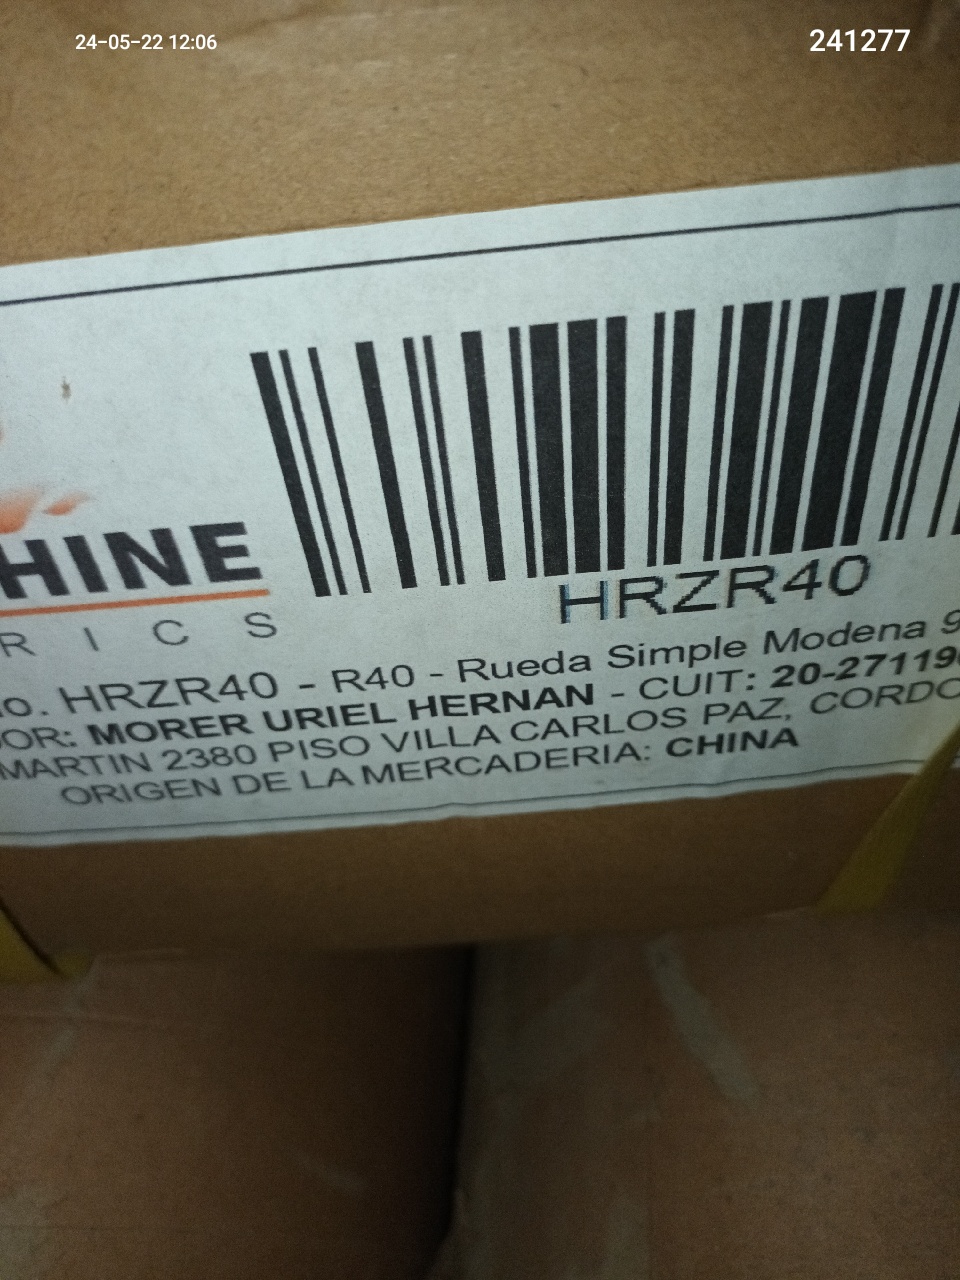 24-05-22 12:06
241277
HINE
RICS
HRZR40
o. HRZR40 - R40 - Rueda Simple Modena 9
OR: MORER URIEL HERNAN - CUIT: 20-27119
MARTIN 2380 PISO VILLA CARLOS PAZ, CORDO
ORIGEN DE LA MERCADERIA: CHINA